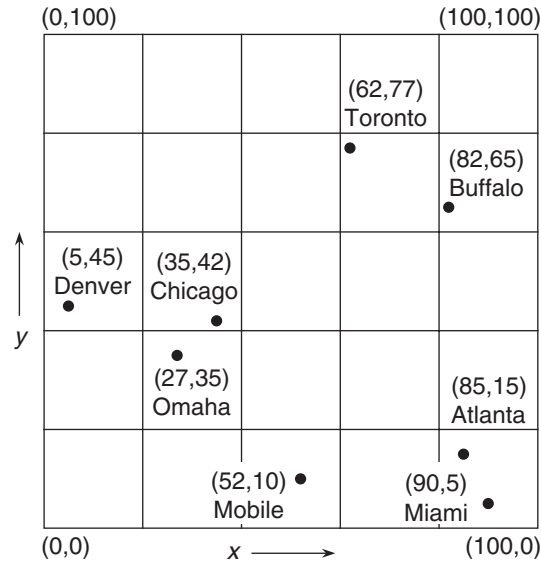 (0,100)
(100,100)
(62,77)
Toronto
(82,65)
Buffalo
(5,45)
Denver
(35,42)
Chicago
y
(27,35)
Omaha
(85,15)
Atlanta
(52,10)
Mobile
(90,5)
Miami
(0,0)
x
(100,0)